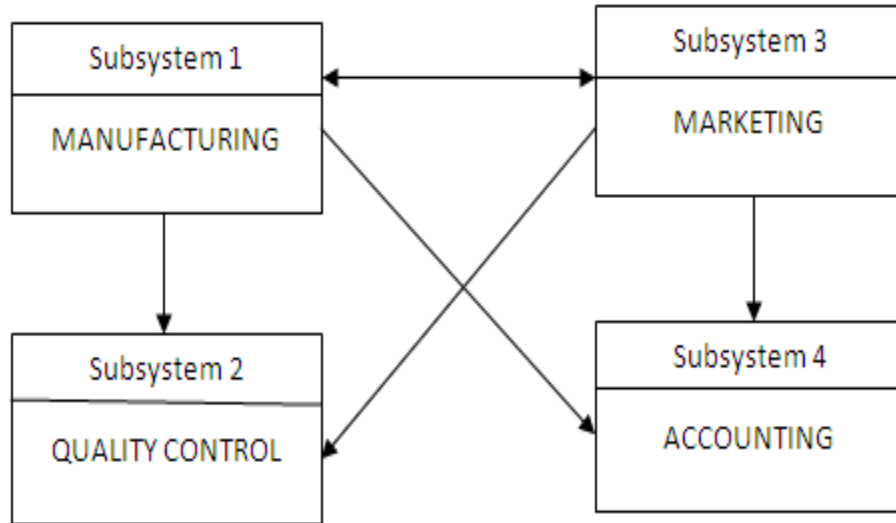 Subsystem 1
MANUFACTURING
Subsystem 3
MARKETING
Subsystem 2
QUALITY CONTROL
Subsystem 4
ACCOUNTING